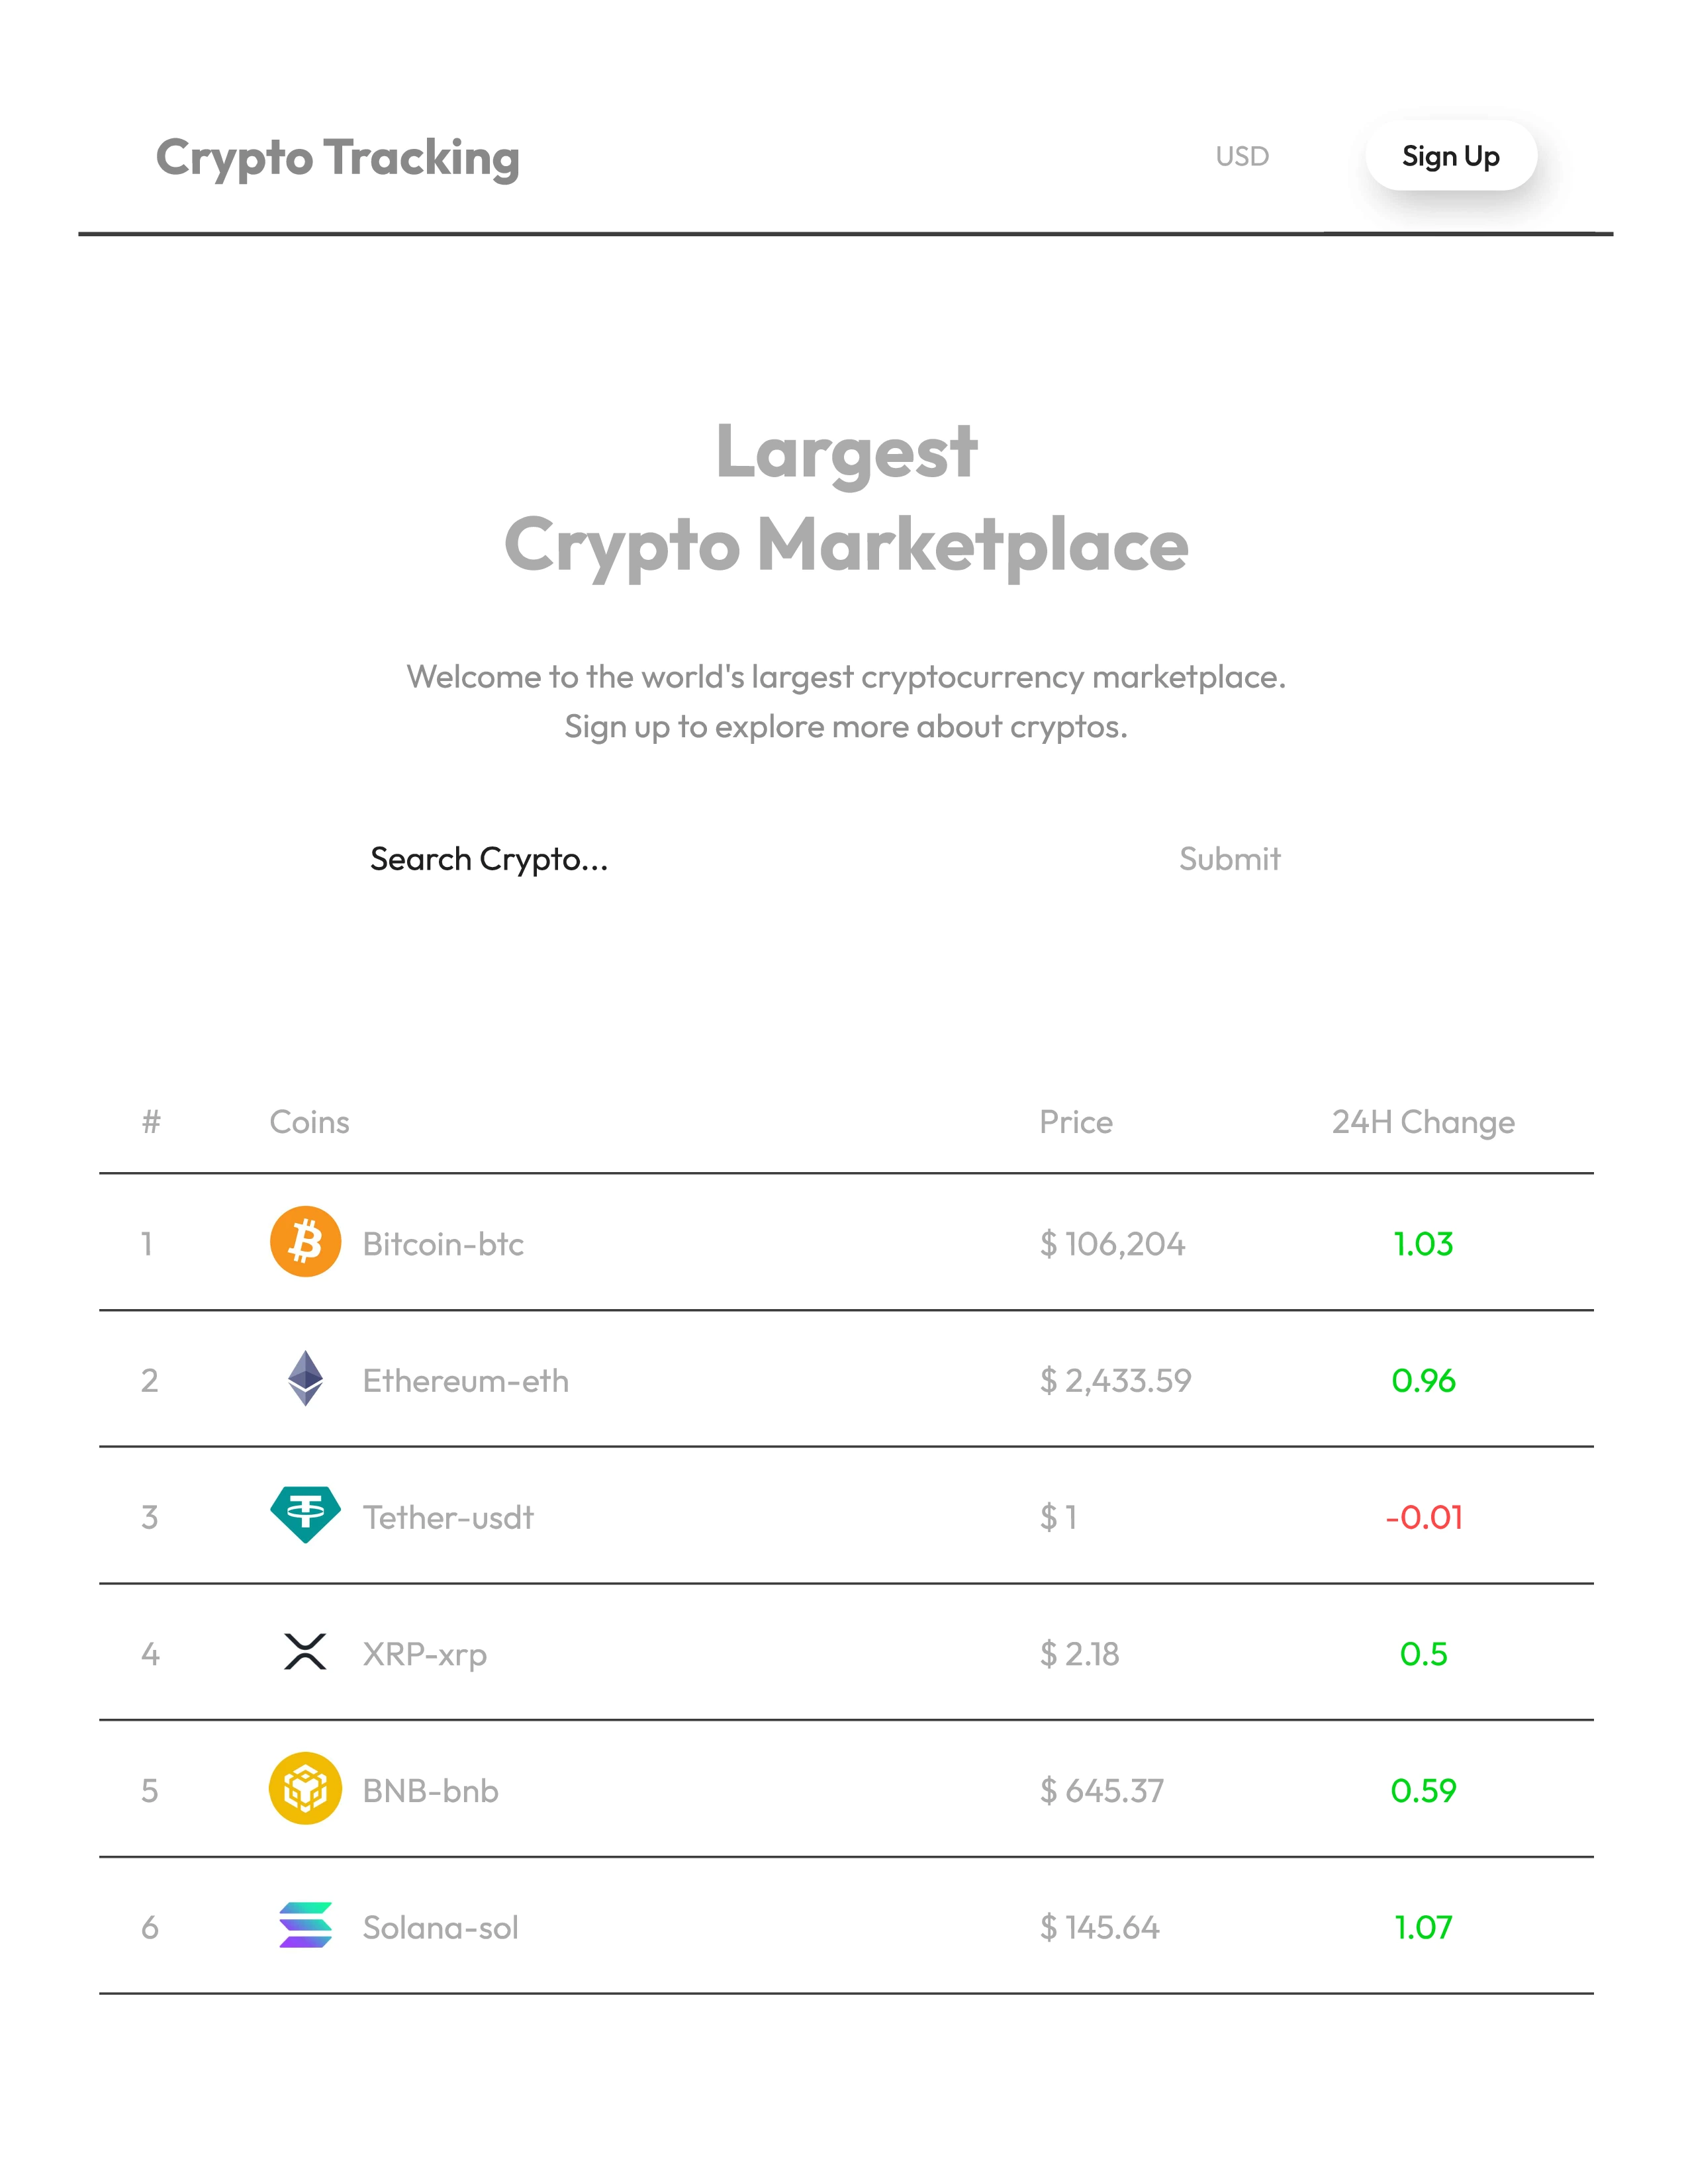 Crypto Tracking USD Sign Up
Largest
Crypto Marketplace
Welcome to the world's largest cryptocurrency marketplace.
Sign up to explore more about cryptos.
Search Crypto... Submit
# Coins Price 24H Change
1 Bitcoin-btc $ 106,204 1.03
2 Ethereum-eth $ 2,433.59 0.96
3 Tether-usdt $ 1 -0.01
4 XRP-xrp $ 2.18 0.5
5 BNB-bnb $ 645.37 0.59
6 Solana-sol $ 145.64 1.07